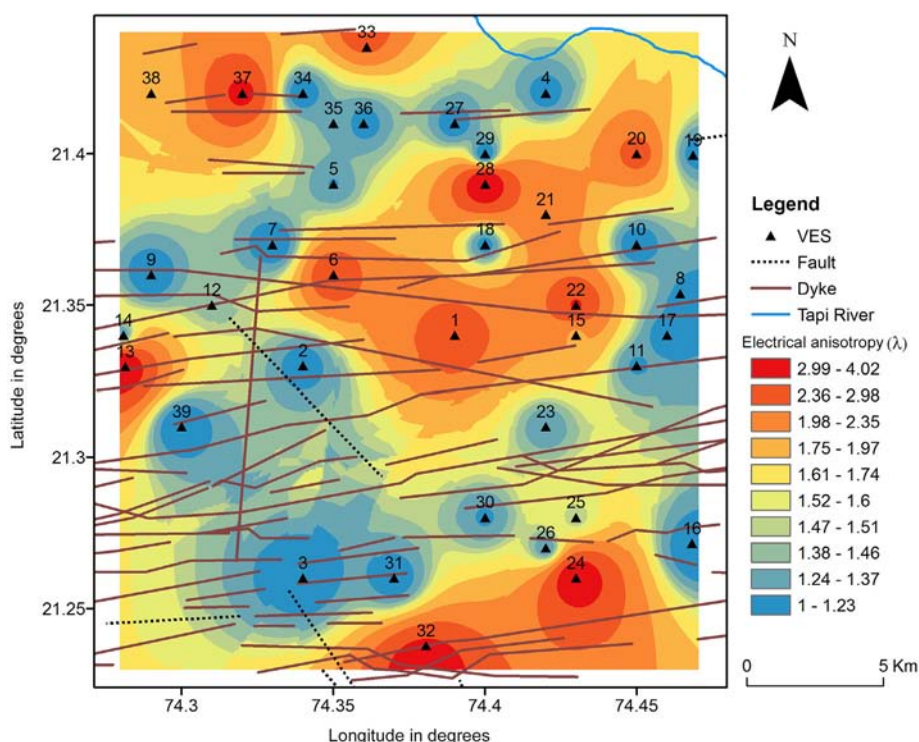 33
N
38
37
34
4
35
36
27
21.4
29
20
19
28
5
21
Legend
7
18
10
VES
9
6
8
Fault
21.35
12
22
Dyke
14
1
15
17
Tapi River
13
2
11
Electrical anisotropy (λ)
2.99 - 4.02
2.36 - 2.98
39
23
1.98 - 2.35
1.75 - 1.97
21.3
1.61 - 1.74
1.52 - 1.6
30
25
1.47 - 1.51
26
16
1.38 - 1.46
3
31
24
1.24 - 1.37
21.25
1 - 1.23
32
0 5 Km
74.3 74.35 74.4 74.45
Longitude in degrees
Latitude in degrees